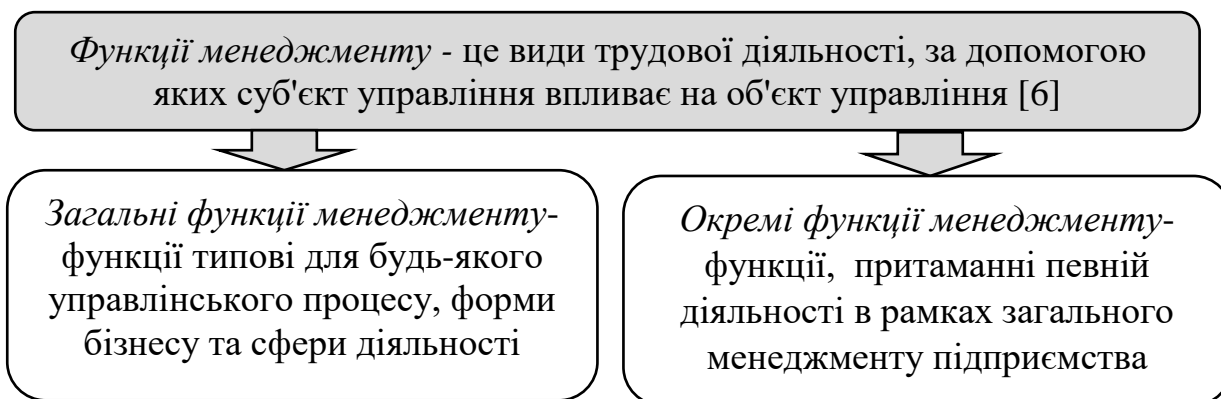 Функції менеджменту - це види трудової діяльності, за допомогою
яких суб'єкт управління впливає на об'єкт управління [6]
Загальні функції менеджменту-
функції типові для будь-якого
управлінського процесу, форми
бізнесу та сфери діяльності
Окремі функції менеджменту-
функції, притаманні певній
діяльності в рамках загального
менеджменту підприємства